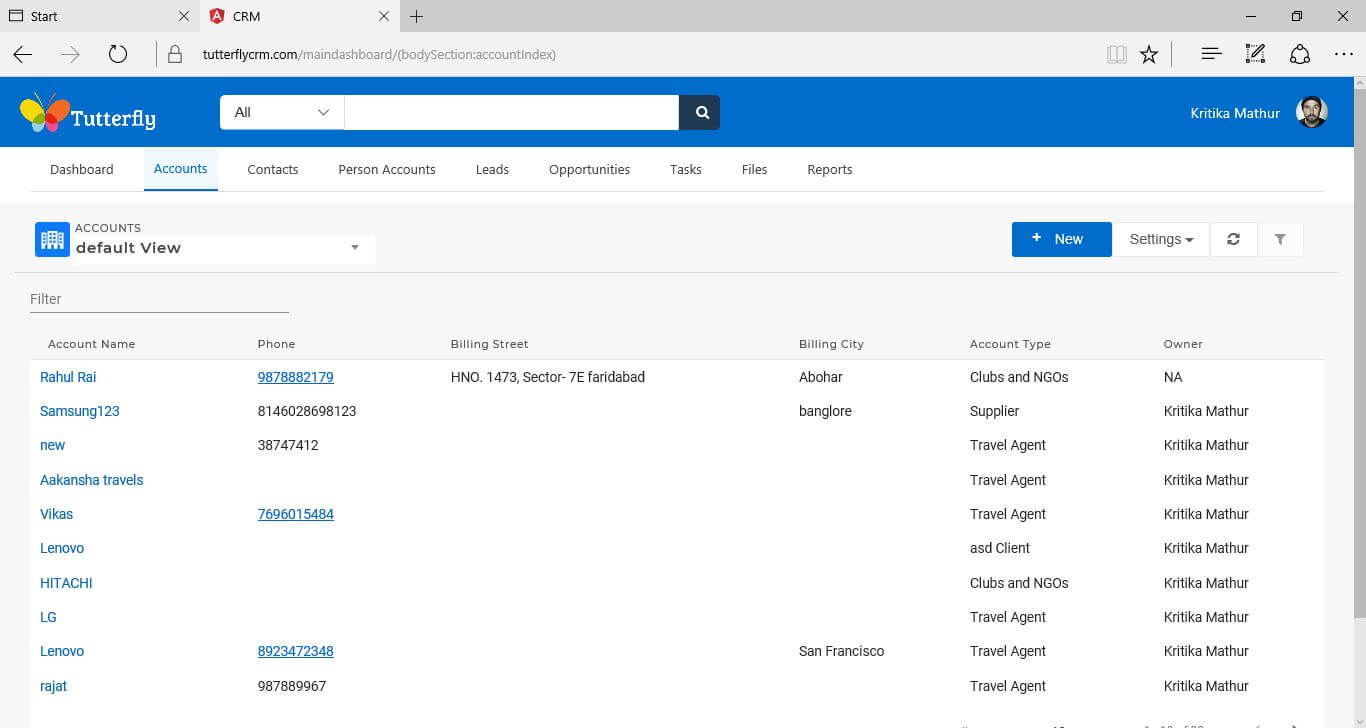 Start
CRM
tutterflycrm.com/maindashboard/(bodySection:accountIndex)
Tutterfly
All
Kritika Mathur
Dashboard Accounts Contacts Person Accounts Leads Opportunities Tasks Files Reports
ACCOUNTS
default View
+ New Settings
Filter
Account Name Phone Billing Street Billing City Account Type Owner
Rahul Rai 9878882179 HNO. 1473, Sector- 7E faridabad Abohar Clubs and NGOs NA
Samsung123 8146028698123 banglore Supplier Kritika Mathur
new 38747412 Travel Agent Kritika Mathur
Aakansha travels Travel Agent Kritika Mathur
Vikas 7696015484 Travel Agent Kritika Mathur
Lenovo asd Client Kritika Mathur
HITACHI Clubs and NGOs Kritika Mathur
LG Travel Agent Kritika Mathur
Lenovo 8923472348 San Francisco Travel Agent Kritika Mathur
rajat 987889967 Travel Agent Kritika Mathur